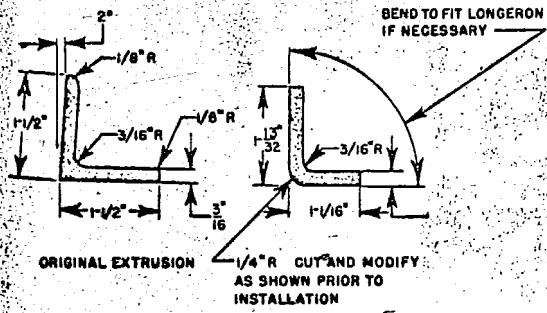 2°
BEND TO FIT LONGERON
IF NECESSARY
1/8" R
1-1/2"
3/16" R
1/8" R
1-13/32
3/16" R
1-1/2"
3/16
1-1/16"
ORIGINAL EXTRUSION
1/4" R CUT AND MODIFY
AS SHOWN PRIOR TO
INSTALLATION